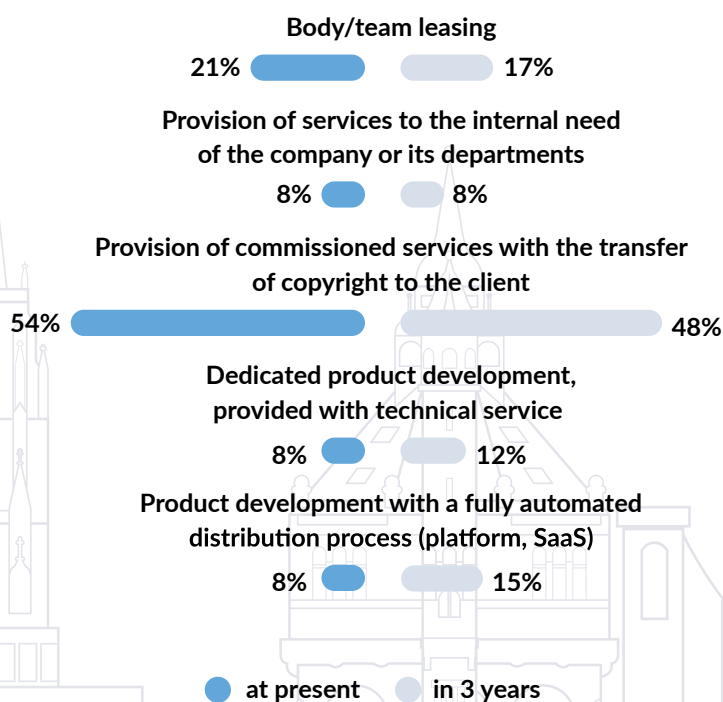 Body/team leasing
21% 17%
Provision of services to the internal need
of the company or its departments
8% 8%
Provision of commissioned services with the transfer
of copyright to the client
54% 48%
Dedicated product development,
provided with technical service
8% 12%
Product development with a fully automated
distribution process (platform, SaaS)
8% 15%
at present in 3 years